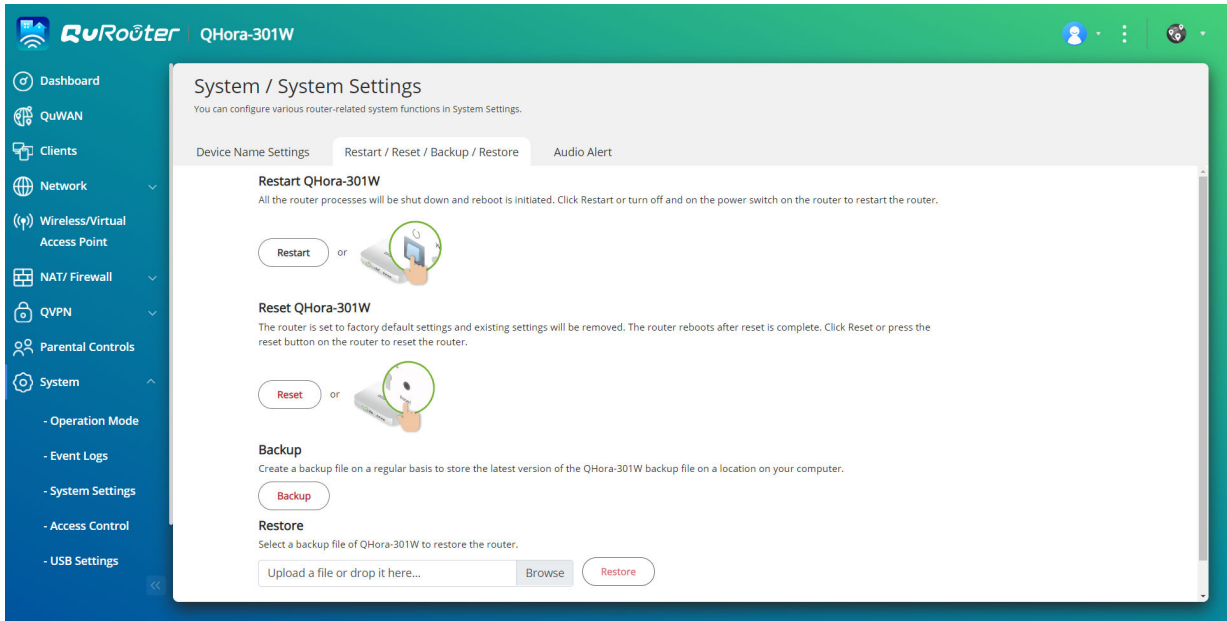 QuRouter QHora-301W
Dashboard
QuWAN
Clients
Network
Wireless/Virtual
Access Point
NAT/ Firewall
QVPN
Parental Controls
System
- Operation Mode
- Event Logs
- System Settings
- Access Control
- USB Settings
System / System Settings
You can configure various router-related system functions in System Settings.
Device Name Settings Restart / Reset / Backup / Restore Audio Alert
Restart QHora-301W
All the router processes will be shut down and reboot is initiated. Click Restart or turn off and on the power switch on the router to restart the router.
Restart or
Reset QHora-301W
The router is set to factory default settings and existing settings will be removed. The router reboots after reset is complete. Click Reset or press the
reset button on the router to reset the router.
Reset or
Backup
Create a backup file on a regular basis to store the latest version of the QHora-301W backup file on a location on your computer.
Backup
Restore
Select a backup file of QHora-301W to restore the router.
Upload a file or drop it here... Browse Restore